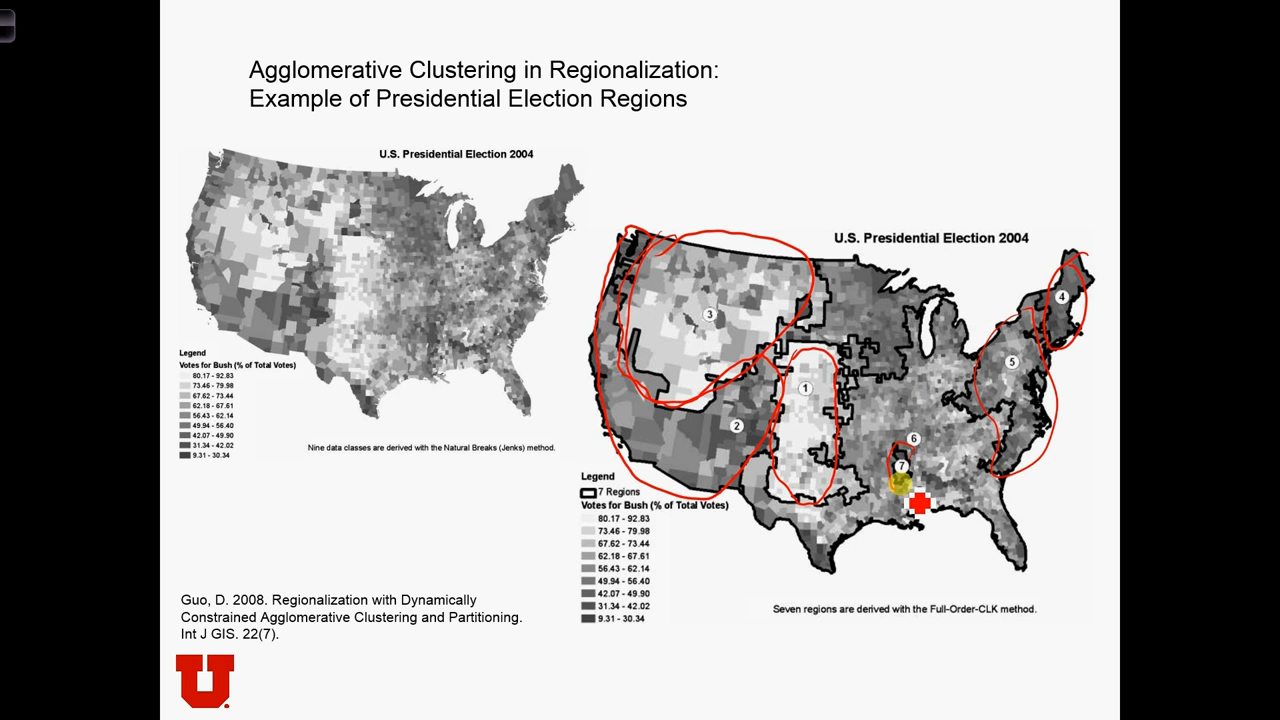 Agglomerative Clustering in Regionalization:
Example of Presidential Election Regions
U.S. Presidential Election 2004
Legend
Votes for Bush (% of Total Votes)
80.17 - 92.83
73.46 - 79.98
67.62 - 73.44
62.18 - 67.61
56.43 - 62.14
49.94 - 56.40
42.07 - 49.90
31.34 - 42.02
9.31 - 30.34
Nine data classes are derived with the Natural Breaks (Jenks) method.
U.S. Presidential Election 2004
3
4
5
1
2
6
7
Legend
7 Regions
Votes for Bush (% of Total Votes)
80.17 - 92.83
73.46 - 79.98
67.62 - 73.44
62.18 - 67.61
56.43 - 62.14
49.94 - 56.40
42.07 - 49.90
31.34 - 42.02
9.31 - 30.34
Seven regions are derived with the Full-Order-CLK method.
Guo, D. 2008. Regionalization with Dynamically
Constrained Agglomerative Clustering and Partitioning.
Int J GIS. 22(7).
U